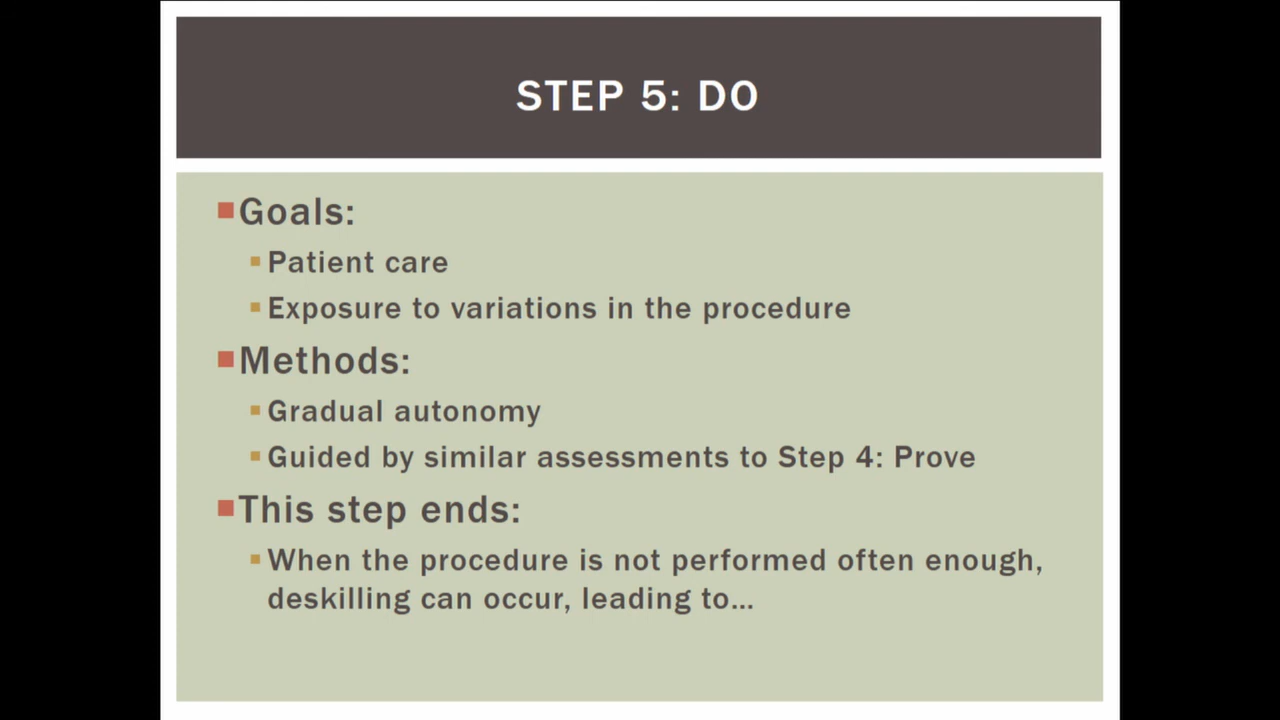 STEP 5: DO
Goals:
Patient care
Exposure to variations in the procedure
Methods:
Gradual autonomy
Guided by similar assessments to Step 4: Prove
This step ends:
When the procedure is not performed often enough,
deskilling can occur, leading to...